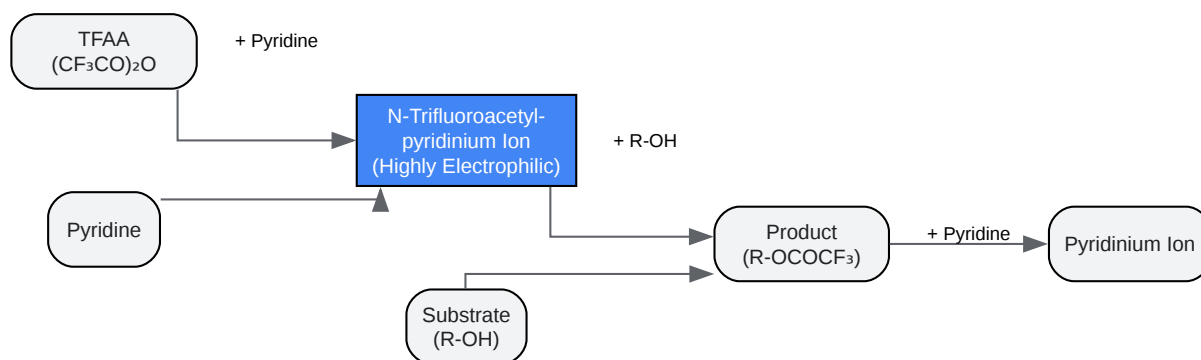 TFAA
(CF₃CO)₂O
+ Pyridine
N-Trifluoroacetyl-
pyridinium Ion
(Highly Electrophilic)
+ R-OH
Pyridine
Product
(R-OCOCF₃)
+ Pyridine
Pyridinium Ion
Substrate
(R-OH)